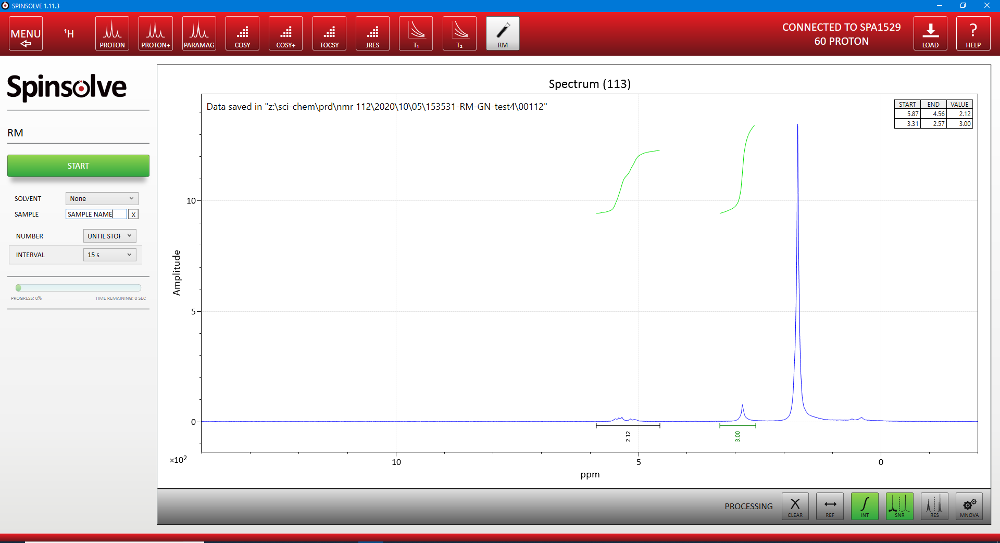 SPINSOLVE 1.11.3
MENU
¹H
PROTON
PROTON+
PARAMAG
COSY
COSY+
TOCSY
JRES
T₁
T₂
RM
CONNECTED TO SPA1529
60 PROTON
LOAD
?
HELP
Spinsolve
RM
START
SOLVENT None
SAMPLE SAMPLE NAME X
NUMBER UNTIL STOP
INTERVAL 15 s
PROGRESS: 0% TIME REMAINING: 0 SEC
Spectrum (113)
Data saved in "z:\sci-chem\prd\nmr 112\2020\10\05\153531-RM-GN-test4\00112"
START END VALUE
5.87 4.56 2.12
3.31 2.57 3.00
Amplitude
10
5
0
2.12
3.00
×10²
10 5 0
ppm
PROCESSING
CLEAR
REF
INT
SNR
RES
MNOVA